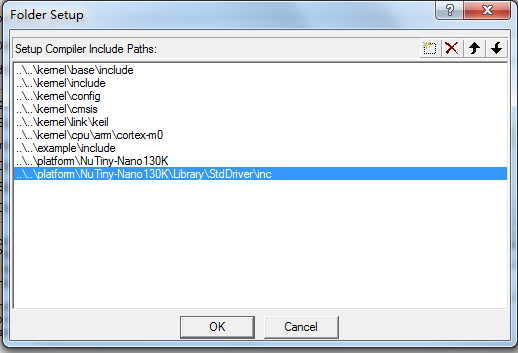 Folder Setup
Setup Compiler Include Paths:
..\..\kernel\base\include
..\..\kernel\include
..\..\kernel\config
..\..\kernel\cmsis
..\..\kernel\link\keil
..\..\kernel\cpu\arm\cortex-m0
..\..\example\include
..\..\platform\NuTiny-Nano130K
..\..\platform\NuTiny-Nano130K\Library\StdDriver\inc
OK Cancel